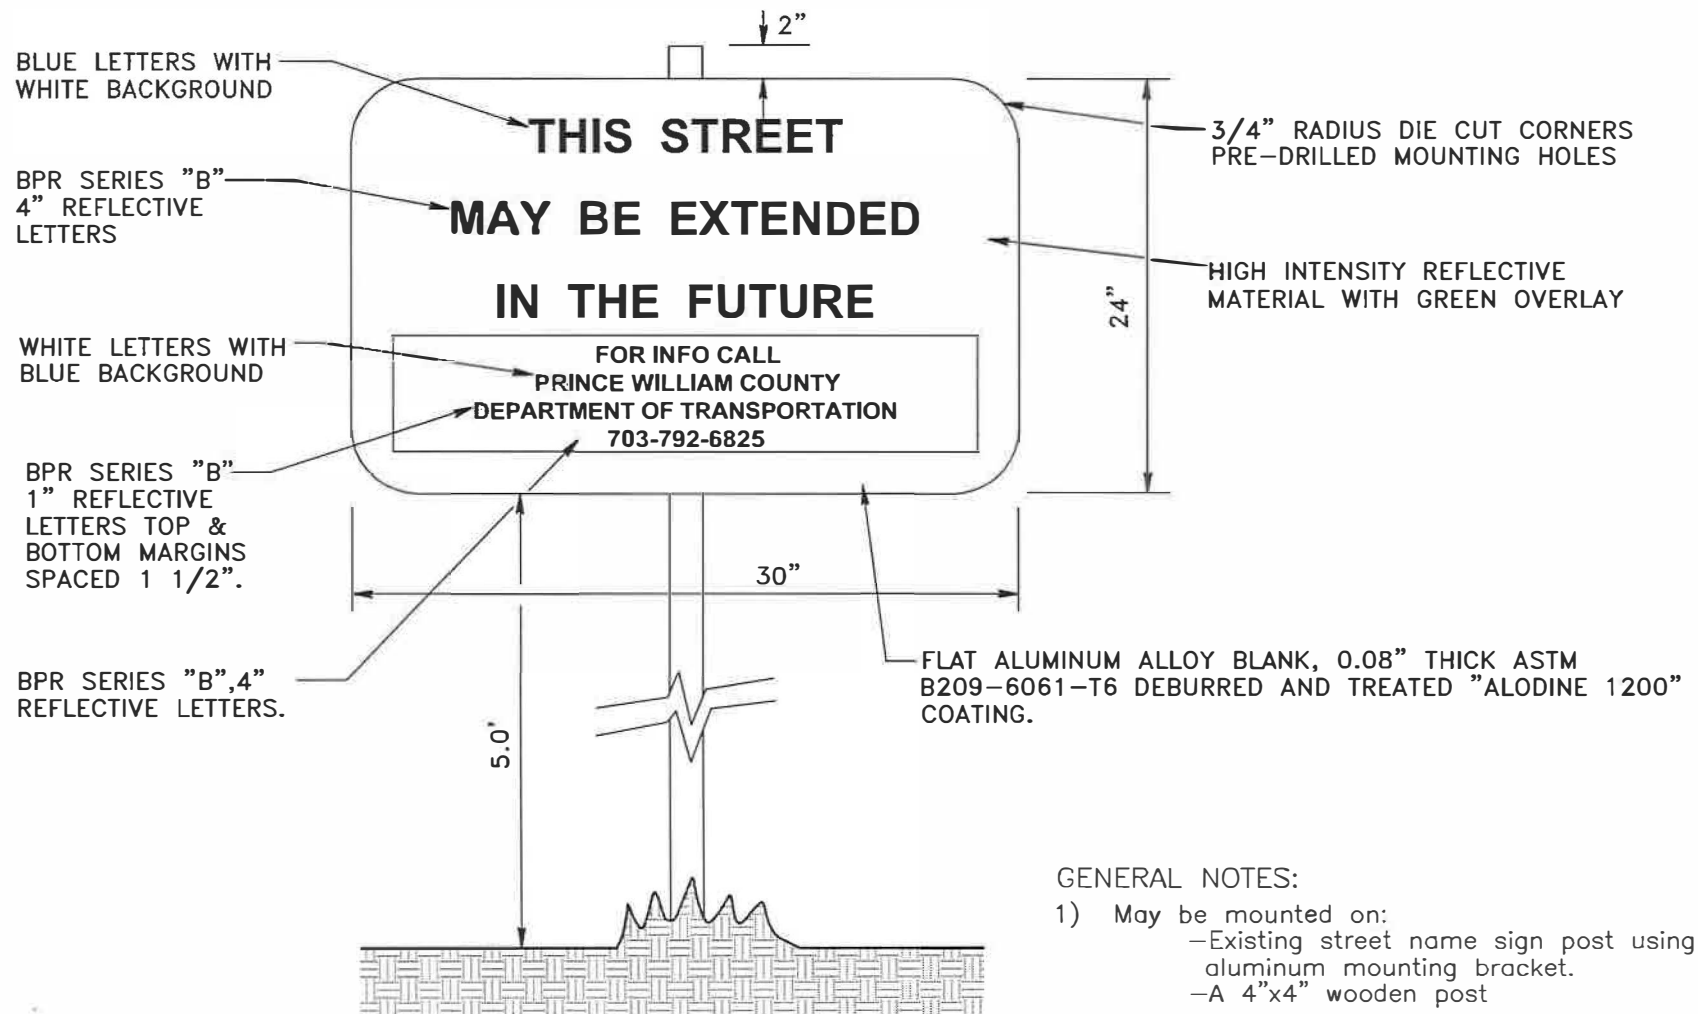 2"
BLUE LETTERS WITH
WHITE BACKGROUND
THIS STREET
3/4" RADIUS DIE CUT CORNERS
PRE-DRILLED MOUNTING HOLES
BPR SERIES "B"
4" REFLECTIVE
LETTERS
MAY BE EXTENDED
HIGH INTENSITY REFLECTIVE
MATERIAL WITH GREEN OVERLAY
24"
IN THE FUTURE
WHITE LETTERS WITH
BLUE BACKGROUND
FOR INFO CALL
PRINCE WILLIAM COUNTY
DEPARTMENT OF TRANSPORTATION
703-792-6825
BPR SERIES "B"
1" REFLECTIVE
LETTERS TOP &
BOTTOM MARGINS
SPACED 1 1/2".
30"
BPR SERIES "B",4"
REFLECTIVE LETTERS.
FLAT ALUMINUM ALLOY BLANK, 0.08" THICK ASTM
B209-6061-T6 DEBURRED AND TREATED "ALODINE 1200"
COATING.
5.0'
GENERAL NOTES:
1) May be mounted on:
-Existing street name sign post using
aluminum mounting bracket.
-A 4"x4" wooden post